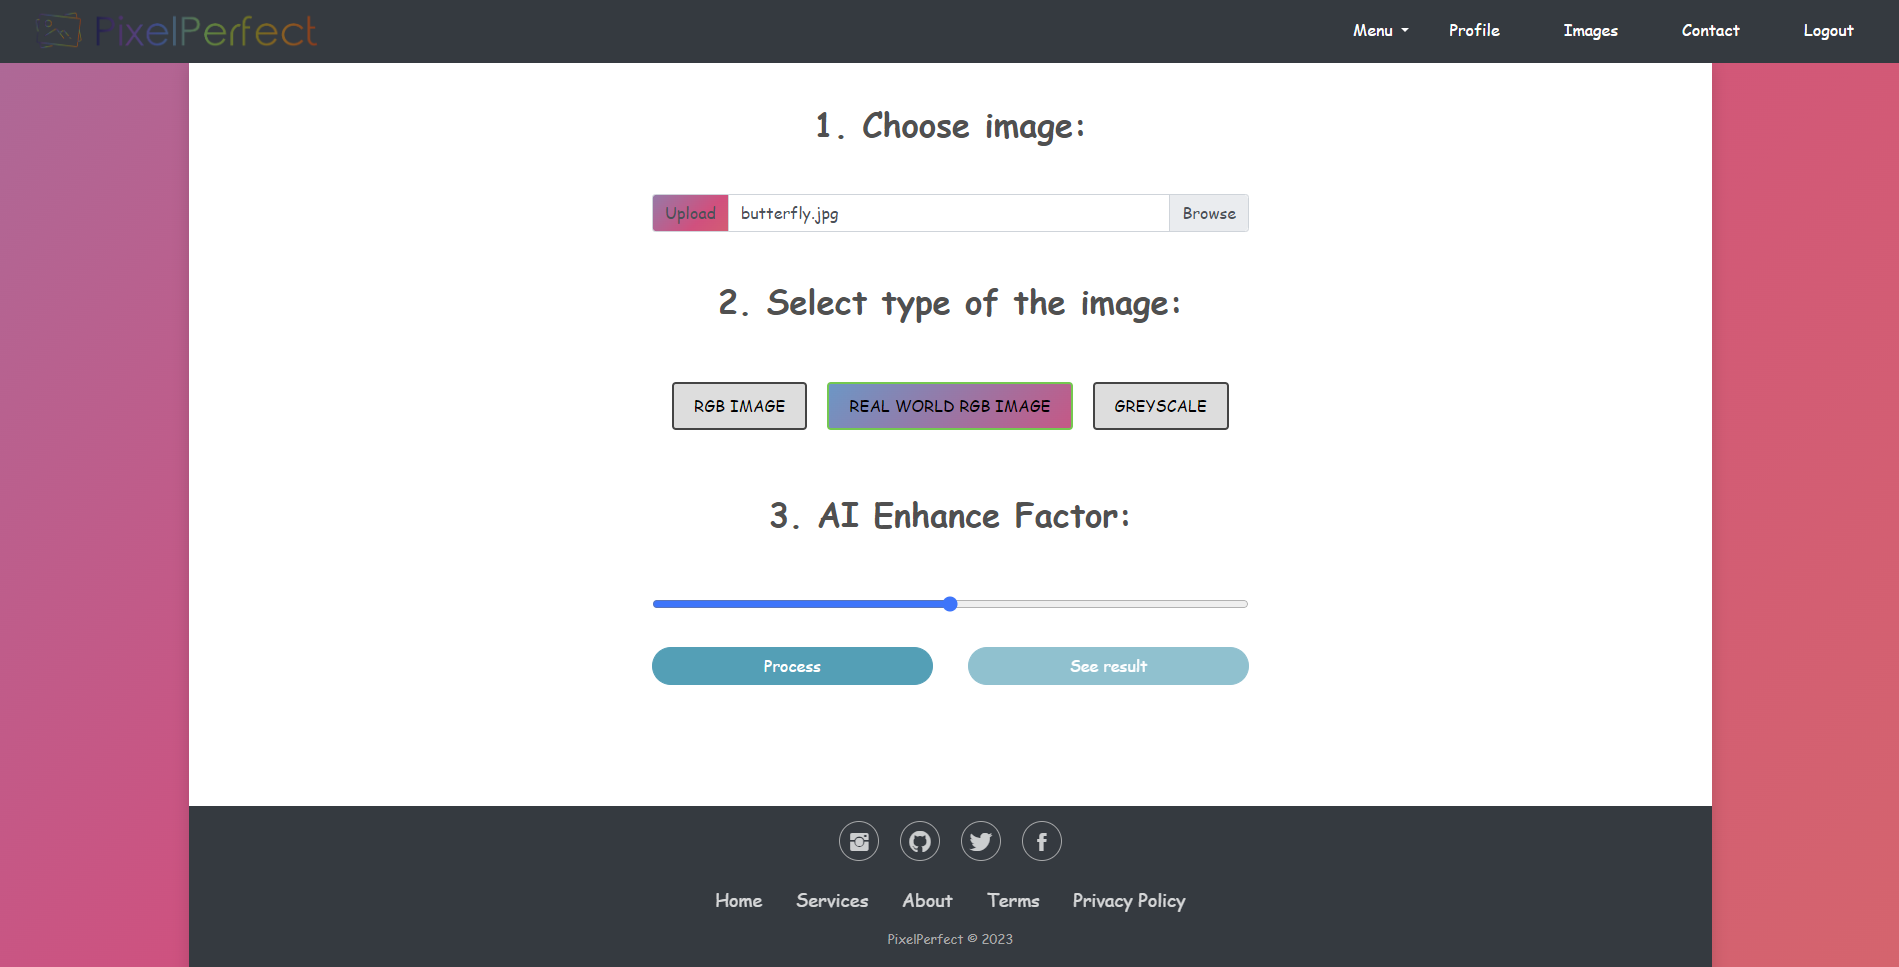 PixelPerfect Menu Profile Images Contact Logout
1. Choose image:
Upload butterfly.jpg Browse
2. Select type of the image:
RGB IMAGE REAL WORLD RGB IMAGE GREYSCALE
3. AI Enhance Factor:
Process See result
Home Services About Terms Privacy Policy
PixelPerfect © 2023